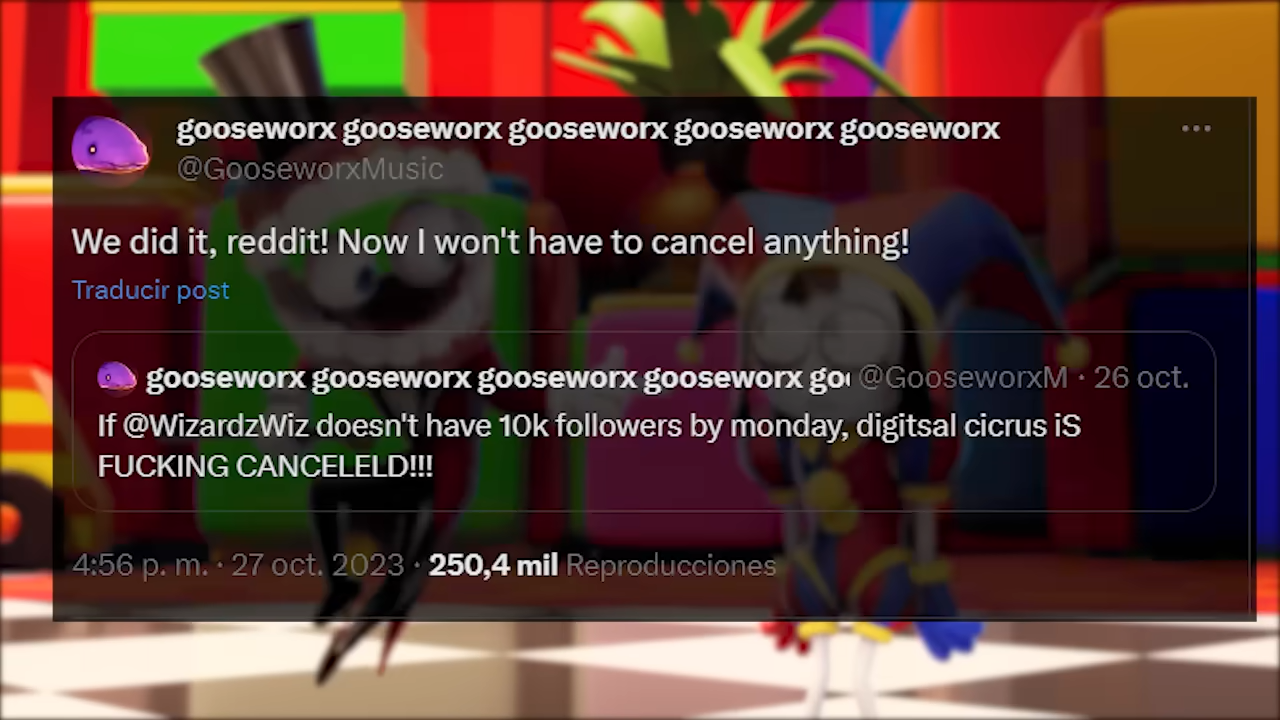 gooseworx gooseworx gooseworx gooseworx gooseworx
@GooseworxMusic
We did it, reddit! Now I won't have to cancel anything!
Traducir post
gooseworx gooseworx gooseworx gooseworx go @GooseworxM · 26 oct.
If @WizardzWiz doesn't have 10k followers by monday, digitsal cicrus iS
FUCKING CANCELELD!!!
4:56 p. m. · 27 oct. 2023 · 250,4 mil Reproducciones